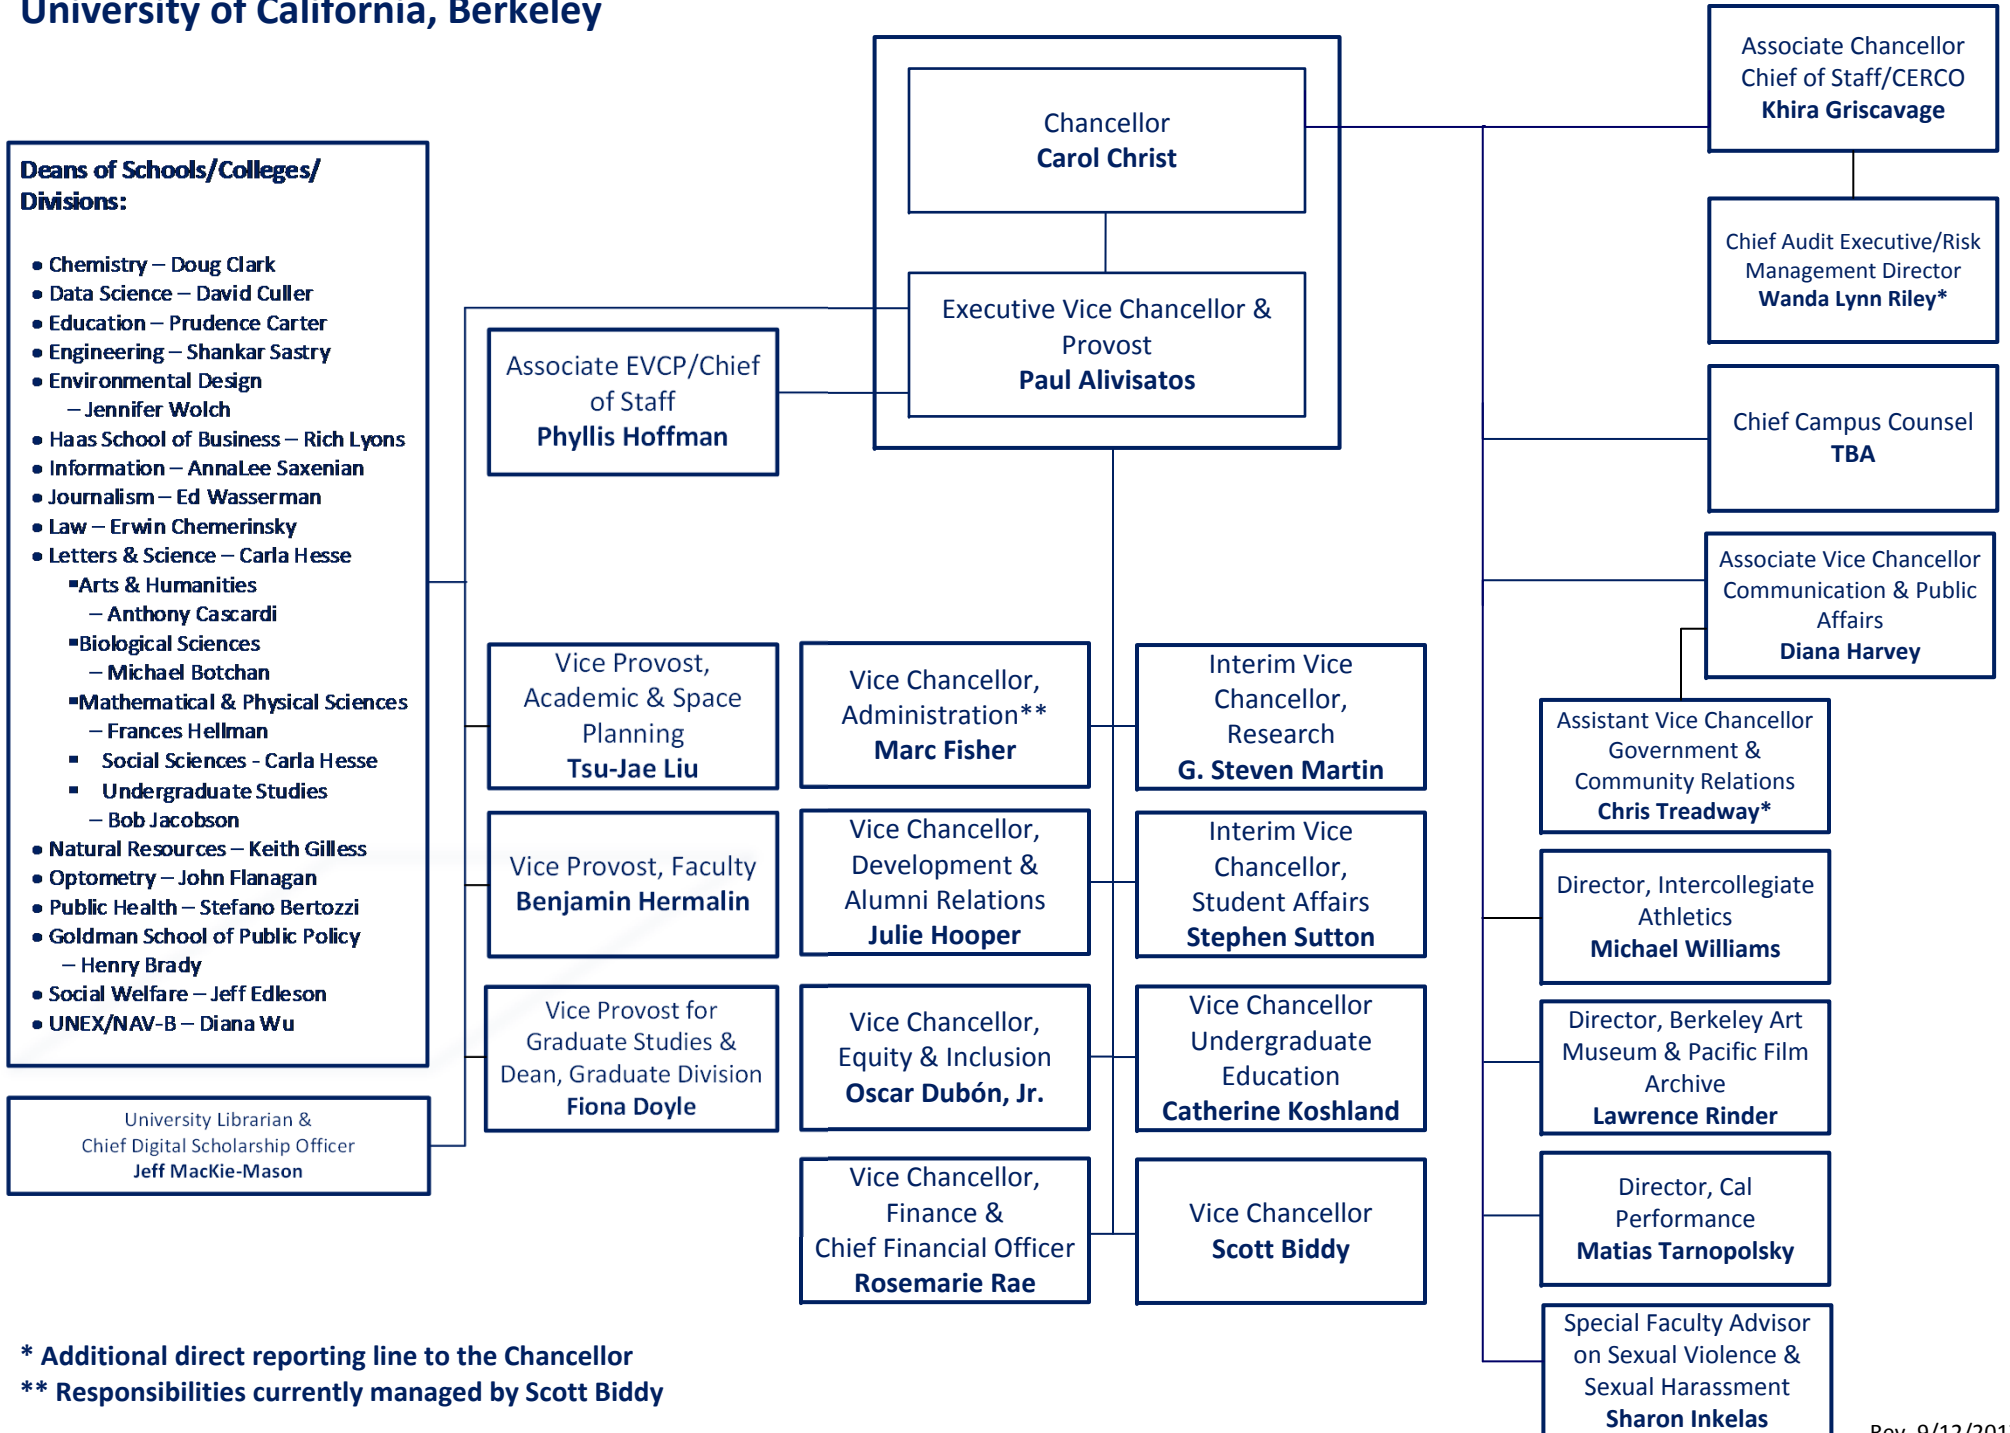 University of California, Berkeley
Chancellor
Carol Christ
Executive Vice Chancellor &
Provost
Paul Alivisatos
Associate EVCP/Chief
of Staff
Phyllis Hoffman
Deans of Schools/Colleges/
Divisions:
• Chemistry – Doug Clark
• Data Science – David Culler
• Education – Prudence Carter
• Engineering – Shankar Sastry
• Environmental Design
– Jennifer Wolch
• Haas School of Business – Rich Lyons
• Information – AnnaLee Saxenian
• Journalism – Ed Wasserman
• Law – Erwin Chemerinsky
• Letters & Science – Carla Hesse
▪Arts & Humanities
– Anthony Cascardi
▪Biological Sciences
– Michael Botchan
▪Mathematical & Physical Sciences
– Frances Hellman
▪ Social Sciences - Carla Hesse
▪ Undergraduate Studies
– Bob Jacobson
• Natural Resources – Keith Gilless
• Optometry – John Flanagan
• Public Health – Stefano Bertozzi
• Goldman School of Public Policy
– Henry Brady
• Social Welfare – Jeff Edleson
• UNEX/NAV-B – Diana Wu
University Librarian &
Chief Digital Scholarship Officer
Jeff MacKie-Mason
Vice Provost,
Academic & Space
Planning
Tsu-Jae Liu
Vice Provost, Faculty
Benjamin Hermalin
Vice Provost for
Graduate Studies &
Dean, Graduate Division
Fiona Doyle
Vice Chancellor,
Administration**
Marc Fisher
Vice Chancellor,
Development &
Alumni Relations
Julie Hooper
Vice Chancellor,
Equity & Inclusion
Oscar Dubón, Jr.
Vice Chancellor,
Finance &
Chief Financial Officer
Rosemarie Rae
Interim Vice
Chancellor,
Research
G. Steven Martin
Interim Vice
Chancellor,
Student Affairs
Stephen Sutton
Vice Chancellor
Undergraduate
Education
Catherine Koshland
Vice Chancellor
Scott Biddy
Associate Chancellor
Chief of Staff/CERCO
Khira Griscavage
Chief Audit Executive/Risk
Management Director
Wanda Lynn Riley*
Chief Campus Counsel
TBA
Associate Vice Chancellor
Communication & Public
Affairs
Diana Harvey
Assistant Vice Chancellor
Government &
Community Relations
Chris Treadway*
Director, Intercollegiate
Athletics
Michael Williams
Director, Berkeley Art
Museum & Pacific Film
Archive
Lawrence Rinder
Director, Cal
Performance
Matias Tarnopolsky
Special Faculty Advisor
on Sexual Violence &
Sexual Harassment
Sharon Inkelas
* Additional direct reporting line to the Chancellor
** Responsibilities currently managed by Scott Biddy
Rev. 9/12/201